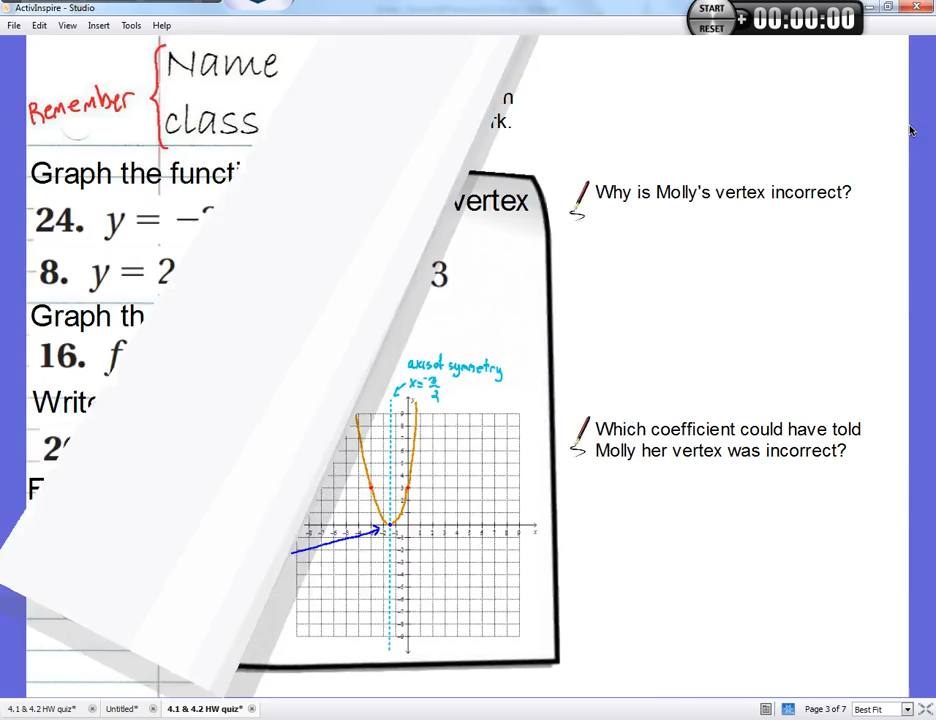 ActivInspire - Studio
File Edit View Insert Tools Help
START
RESET
00:00:00
Remember
Name
class
Graph the functi
24. y = −
8. y = 2
Graph th
16. f
Write
rk.
vertex
3
axis of symmetry
x = -3/2
Why is Molly's vertex incorrect?
Which coefficient could have told
Molly her vertex was incorrect?
4.1 & 4.2 HW quiz* Untitled* 4.1 & 4.2 HW quiz*
Page 3 of 7 Best Fit